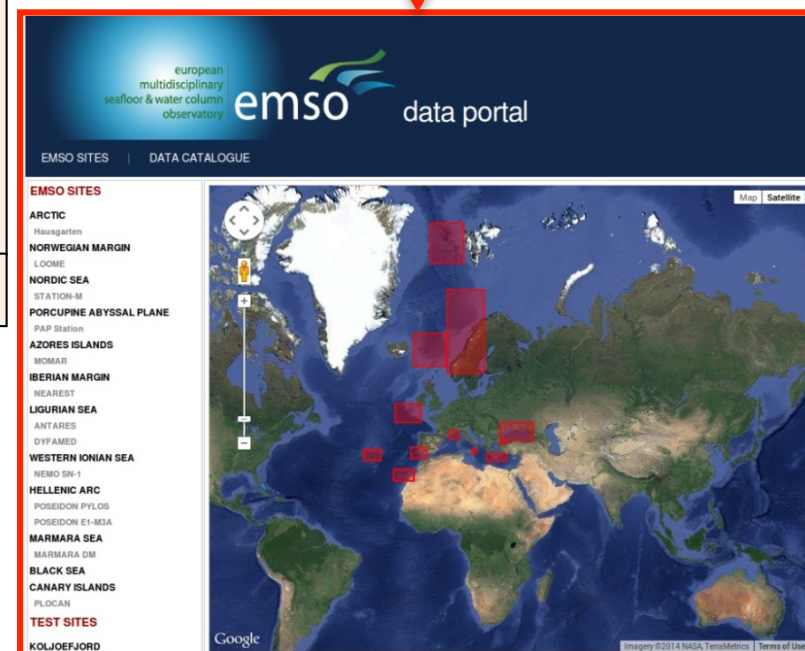 european
multidisciplinary
seafloor & water column
observatory
emso
data portal
EMSO SITES | DATA CATALOGUE
EMSO SITES
ARCTIC
Hausgarten
NORWEGIAN MARGIN
LOOME
NORDIC SEA
STATION-M
PORCUPINE ABYSSAL PLANE
PAP Station
AZORES ISLANDS
MOMAR
IBERIAN MARGIN
NEAREST
LIGURIAN SEA
ANTARES
DYFAMED
WESTERN IONIAN SEA
NEMO SN-1
HELLENIC ARC
POSEIDON PYLOS
POSEIDON E1-M3A
MARMARA SEA
MARMARA DM
BLACK SEA
CANARY ISLANDS
PLOCAN
TEST SITES
KOLJOEFJORD
Map Satellite
Google
Imagery ©2014 NASA, TerraMetrics Terms of Use